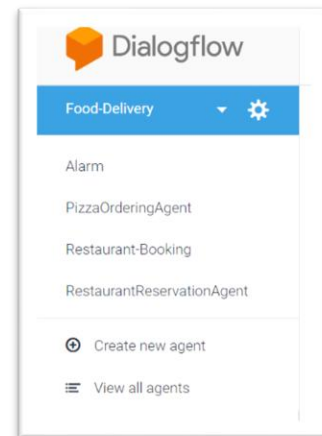 Dialogflow
Food-Delivery
Alarm
PizzaOrderingAgent
Restaurant-Booking
RestaurantReservationAgent
Create new agent
View all agents